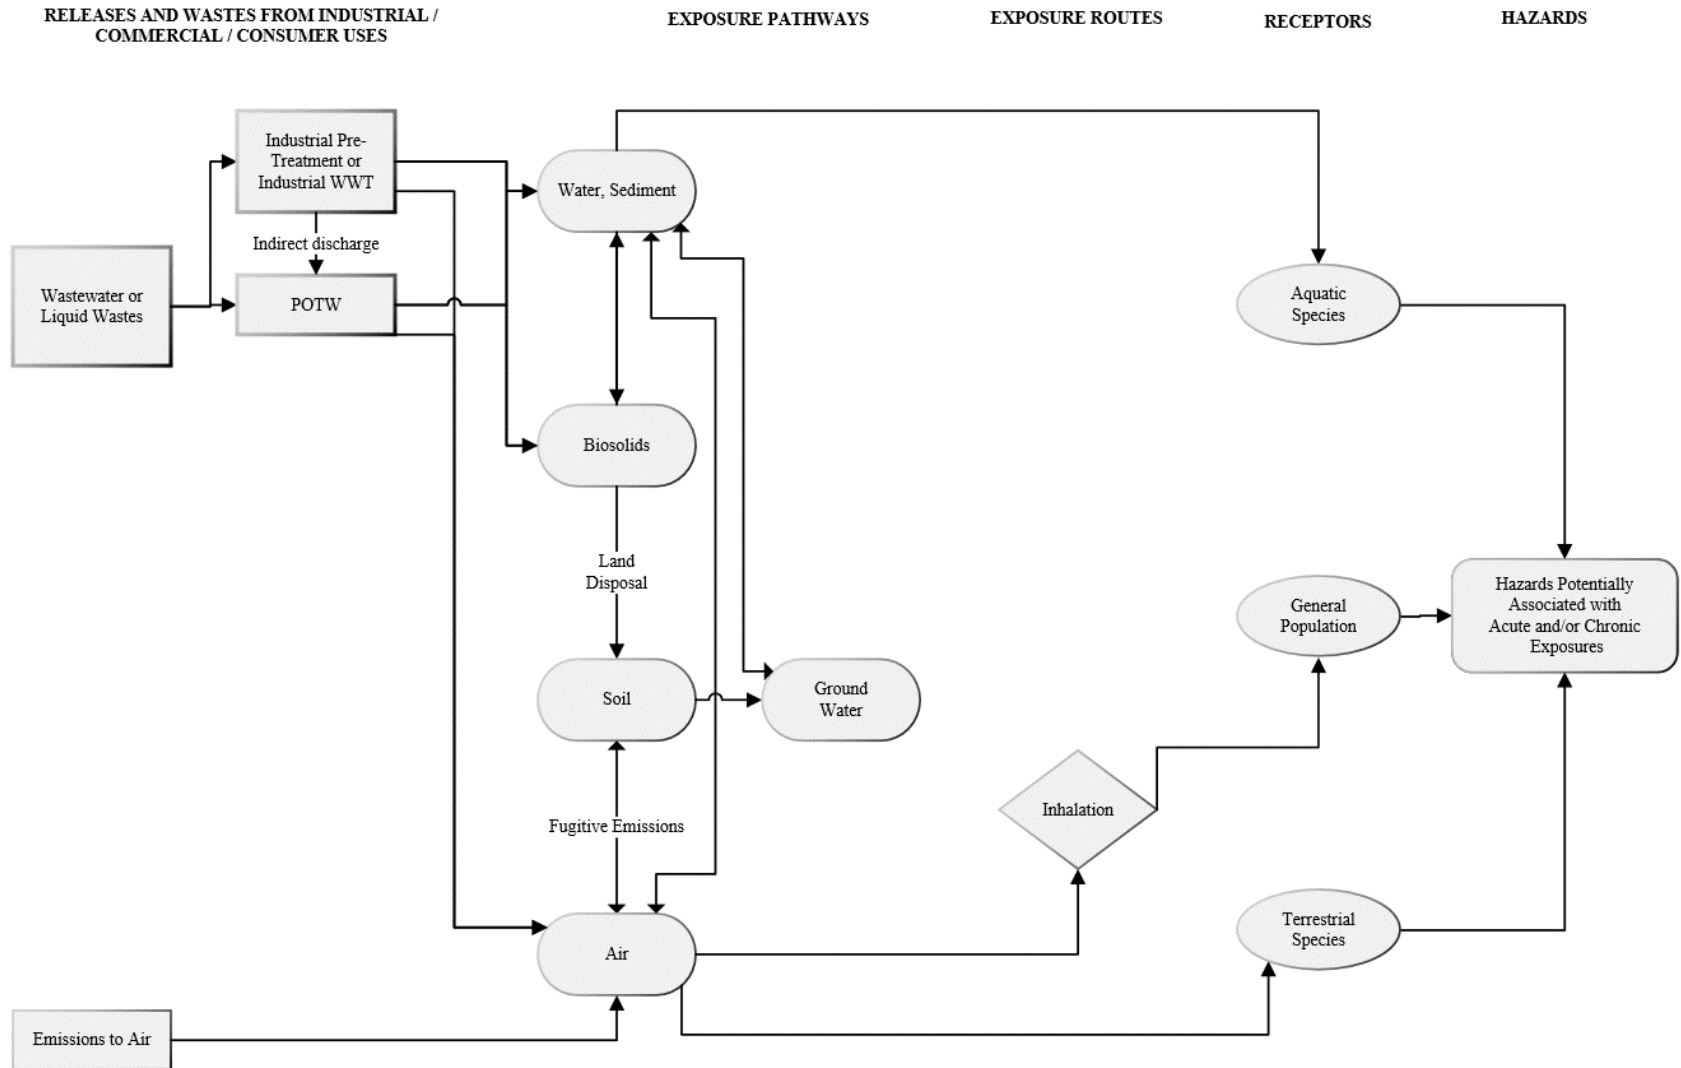 RELEASES AND WASTES FROM INDUSTRIAL /
COMMERCIAL / CONSUMER USES
EXPOSURE PATHWAYS
EXPOSURE ROUTES
RECEPTORS
HAZARDS
Industrial Pre-
Treatment or
Industrial WWT
Indirect discharge
Wastewater or
Liquid Wastes
POTW
Water, Sediment
Biosolids
Land
Disposal
Soil
Ground
Water
Fugitive Emissions
Air
Emissions to Air
Inhalation
Aquatic
Species
General
Population
Terrestrial
Species
Hazards Potentially
Associated with
Acute and/or Chronic
Exposures